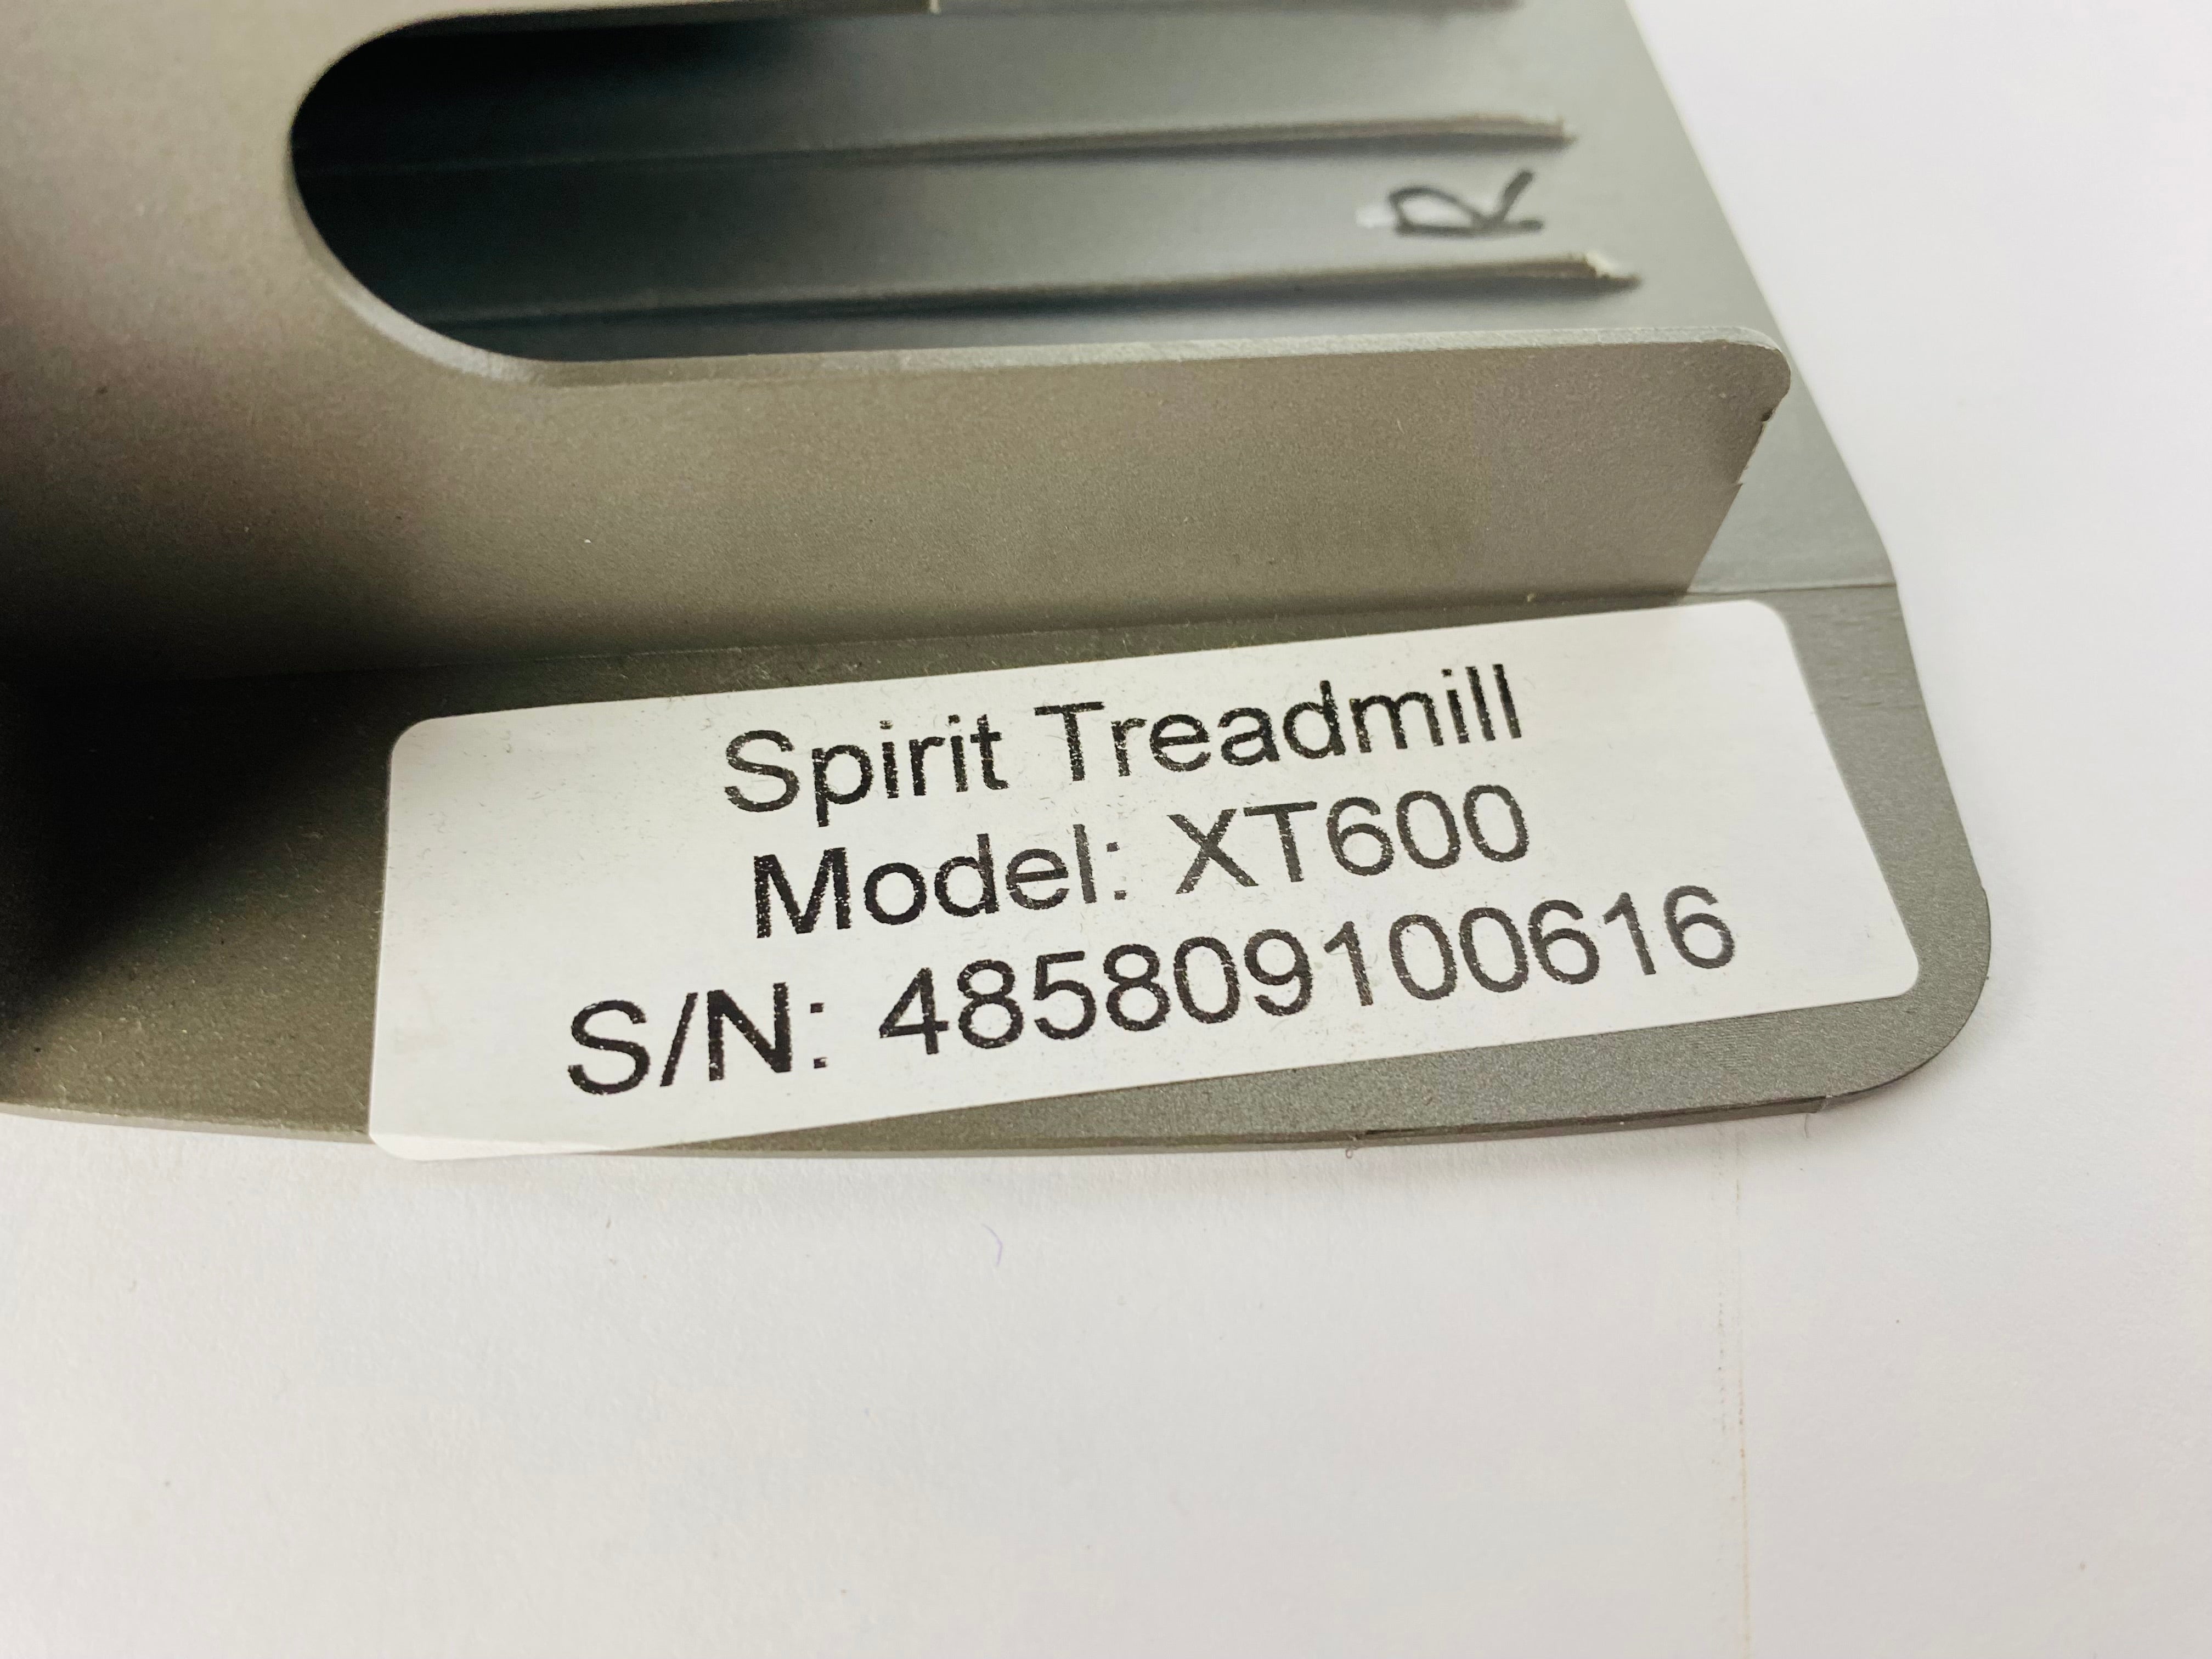 R
Spirit Treadmill
Model: XT600
S/N: 485809100616